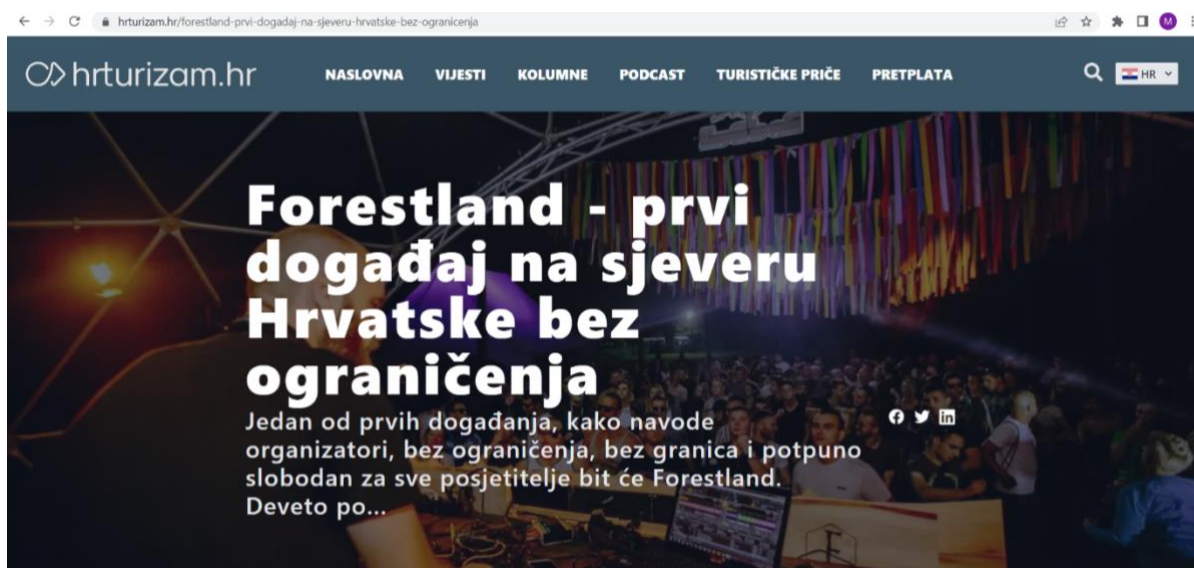 hrturizam.hr/forestland-prvi-dogadaj-na-sjeveru-hrvatske-bez-ogranicenja
M
hrturizam.hr
NASLOVNA VIJESTI KOLUMNE PODCAST TURISTIČKE PRIČE PRETPLATA
HR
Forestland - prvi
događaj na sjeveru
Hrvatske bez
ograničenja
Jedan od prvih događanja, kako navode
organizatori, bez ograničenja, bez granica i potpuno
slobodan za sve posjetitelje bit će Forestland.
Deveto po...